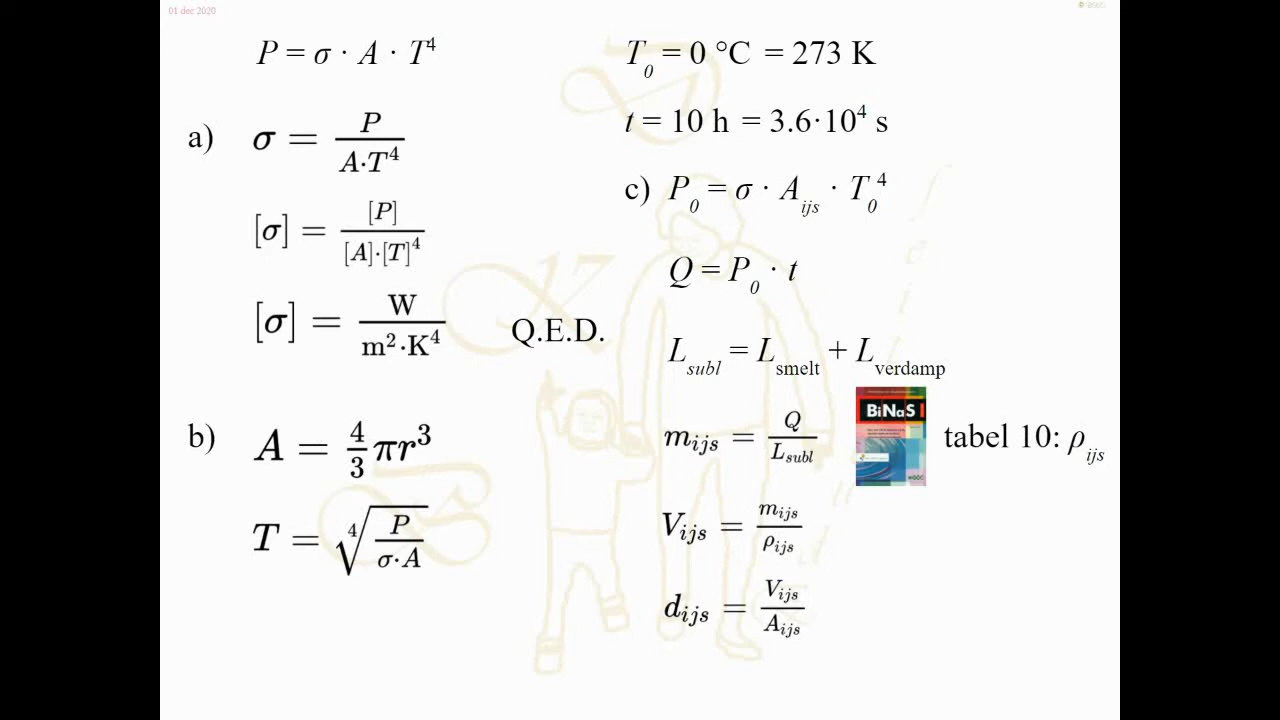 01 dec 2020
P = σ · A · T⁴
a) σ = P / (A·T⁴)
[σ] = [P] / ([A]·[T]⁴)
[σ] = W / (m²·K⁴) Q.E.D.
b) A = 4/3 πr³
T = ⁴√(P / (σ·A))
T₀ = 0 °C = 273 K
t = 10 h = 3.6·10⁴ s
c) P₀ = σ · A_ijs · T₀⁴
Q = P₀ · t
L_subl = L_smelt + L_verdamp
m_ijs = Q / L_subl
BiNaS
tabel 10: ρ_ijs
V_ijs = m_ijs / ρ_ijs
d_ijs = V_ijs / A_ijs